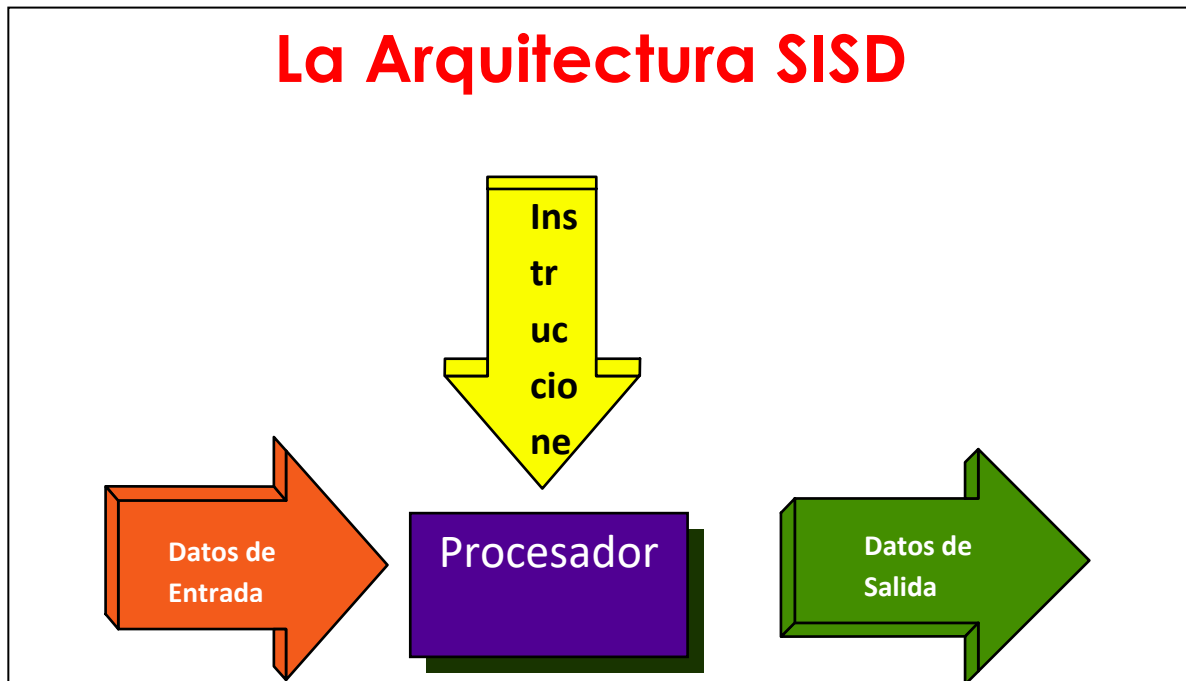 La Arquitectura SISD
Ins
tr
uc
cio
ne
Datos de
Entrada
Procesador
Datos de
Salida